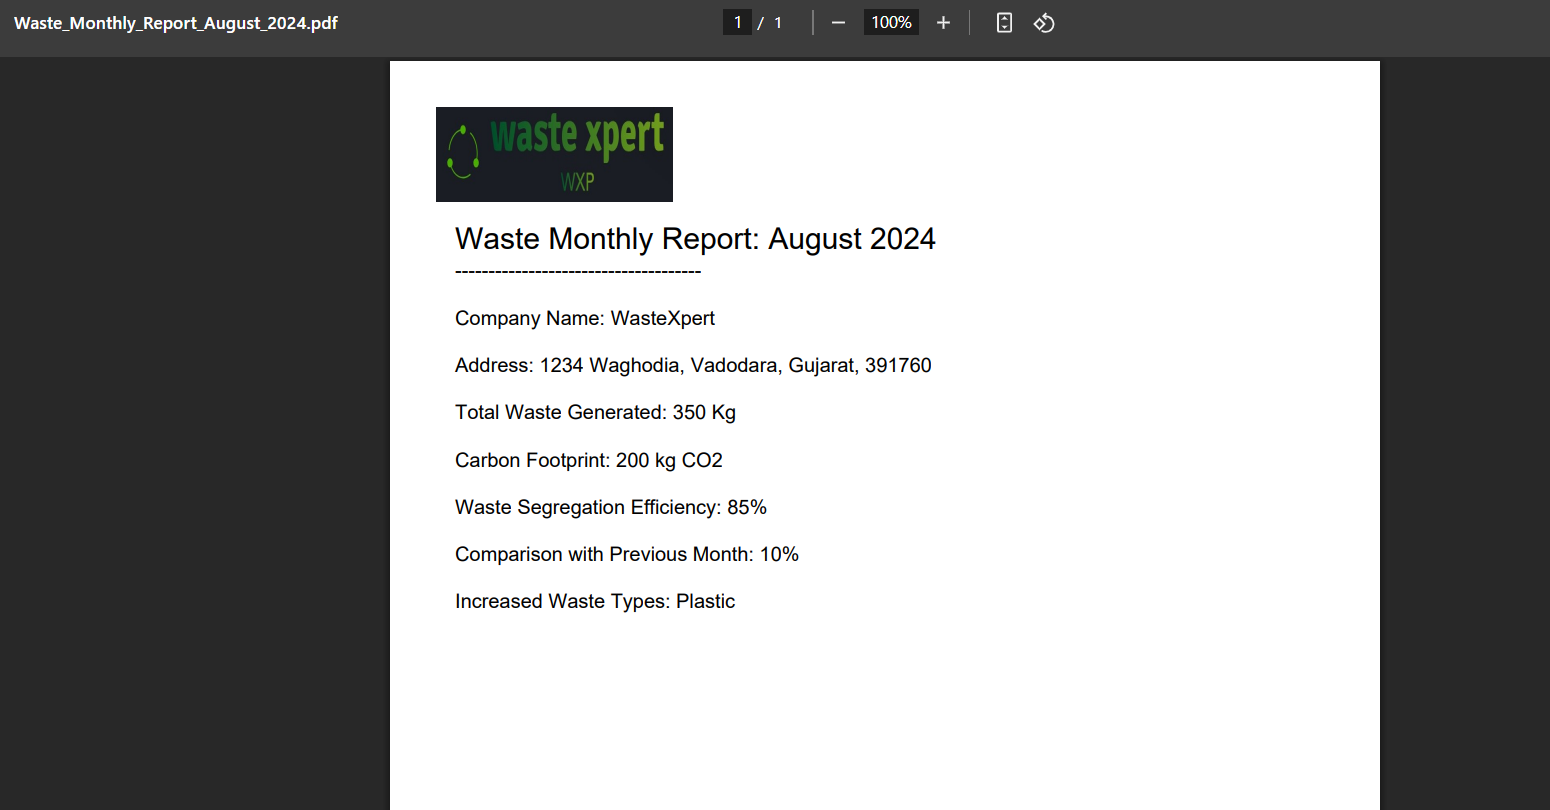 Waste_Monthly_Report_August_2024.pdf
1 / 1
100%
waste xpert
WXP
Waste Monthly Report: August 2024
-------------------------------------
Company Name: WasteXpert
Address: 1234 Waghodia, Vadodara, Gujarat, 391760
Total Waste Generated: 350 Kg
Carbon Footprint: 200 kg CO2
Waste Segregation Efficiency: 85%
Comparison with Previous Month: 10%
Increased Waste Types: Plastic